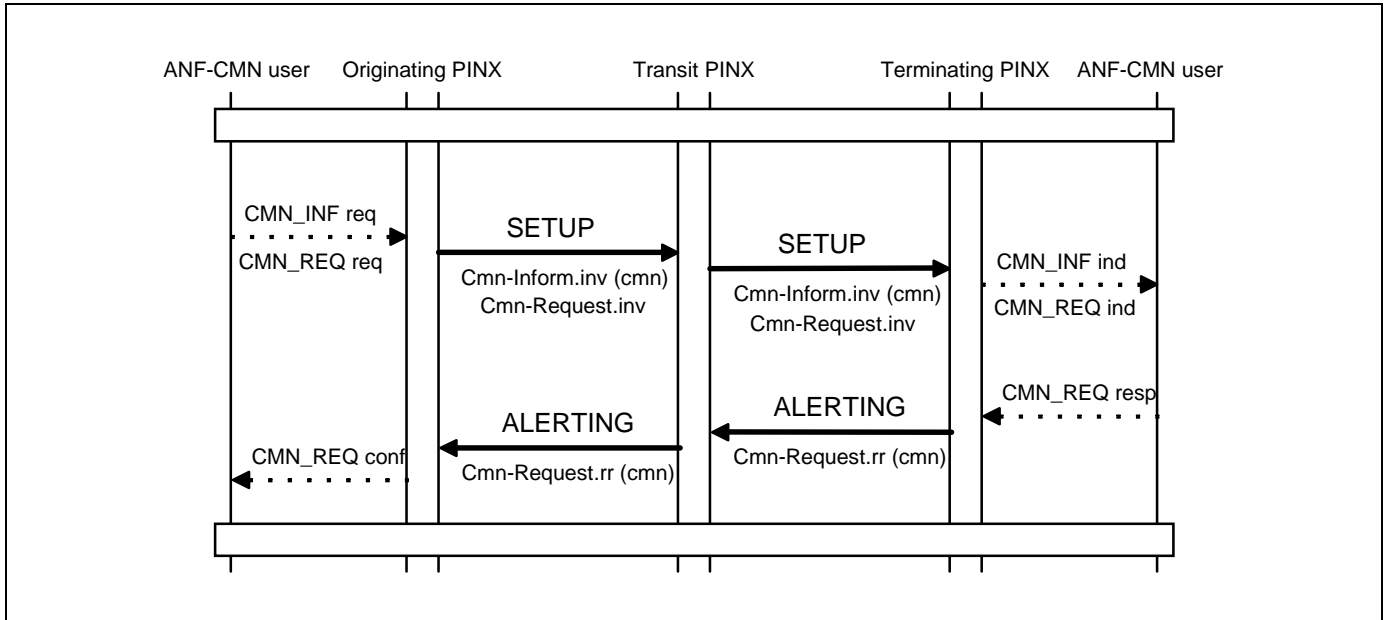 ANF-CMN user Originating PINX Transit PINX Terminating PINX ANF-CMN user
CMN_INF req
CMN_REQ req
SETUP
Cmn-Inform.inv (cmn)
Cmn-Request.inv
SETUP
Cmn-Inform.inv (cmn)
Cmn-Request.inv
CMN_INF ind
CMN_REQ ind
CMN_REQ resp
ALERTING
Cmn-Request.rr (cmn)
ALERTING
Cmn-Request.rr (cmn)
CMN_REQ conf